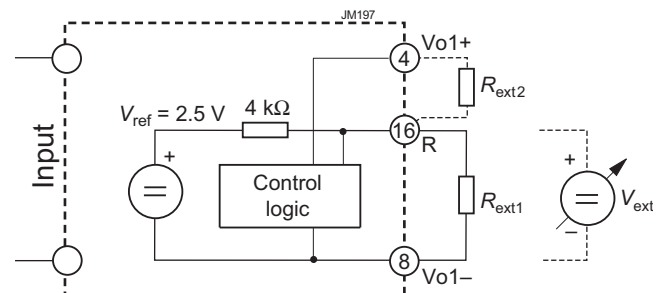 JM197
4
Vo1+
Rext2
Vref = 2.5 V
4 kΩ
16
R
Input
+
Control
logic
Rext1
+
–
Vext
8
Vo1–